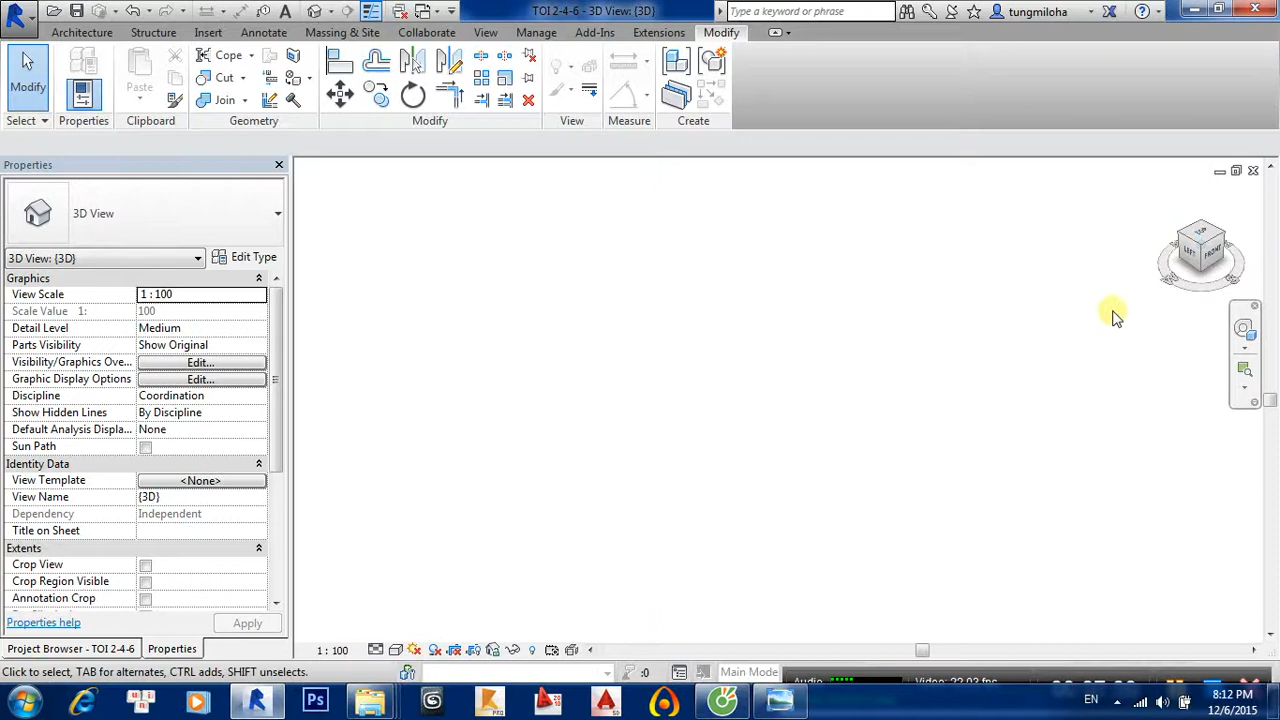 TOI 2-4-6 - 3D View: {3D}
Type a keyword or phrase
tungmiloha
Architecture Structure Insert Annotate Massing & Site Collaborate View Manage Add-Ins Extensions Modify
Modify
Paste
Cope
Cut
Join
Select Properties Clipboard Geometry Modify View Measure Create
Properties
3D View
3D View: {3D} Edit Type
Graphics
View Scale 1 : 100
Scale Value 1: 100
Detail Level Medium
Parts Visibility Show Original
Visibility/Graphics Ove... Edit...
Graphic Display Options Edit...
Discipline Coordination
Show Hidden Lines By Discipline
Default Analysis Displa... None
Sun Path
Identity Data
View Template <None>
View Name {3D}
Dependency Independent
Title on Sheet
Extents
Crop View
Crop Region Visible
Annotation Crop
Properties help Apply
Project Browser - TOI 2-4-6 Properties
1 : 100
TOP
LEFT FRONT
Click to select, TAB for alternates, CTRL adds, SHIFT unselects.
:0
Main Mode
Ps
EN
8:12 PM
12/6/2015